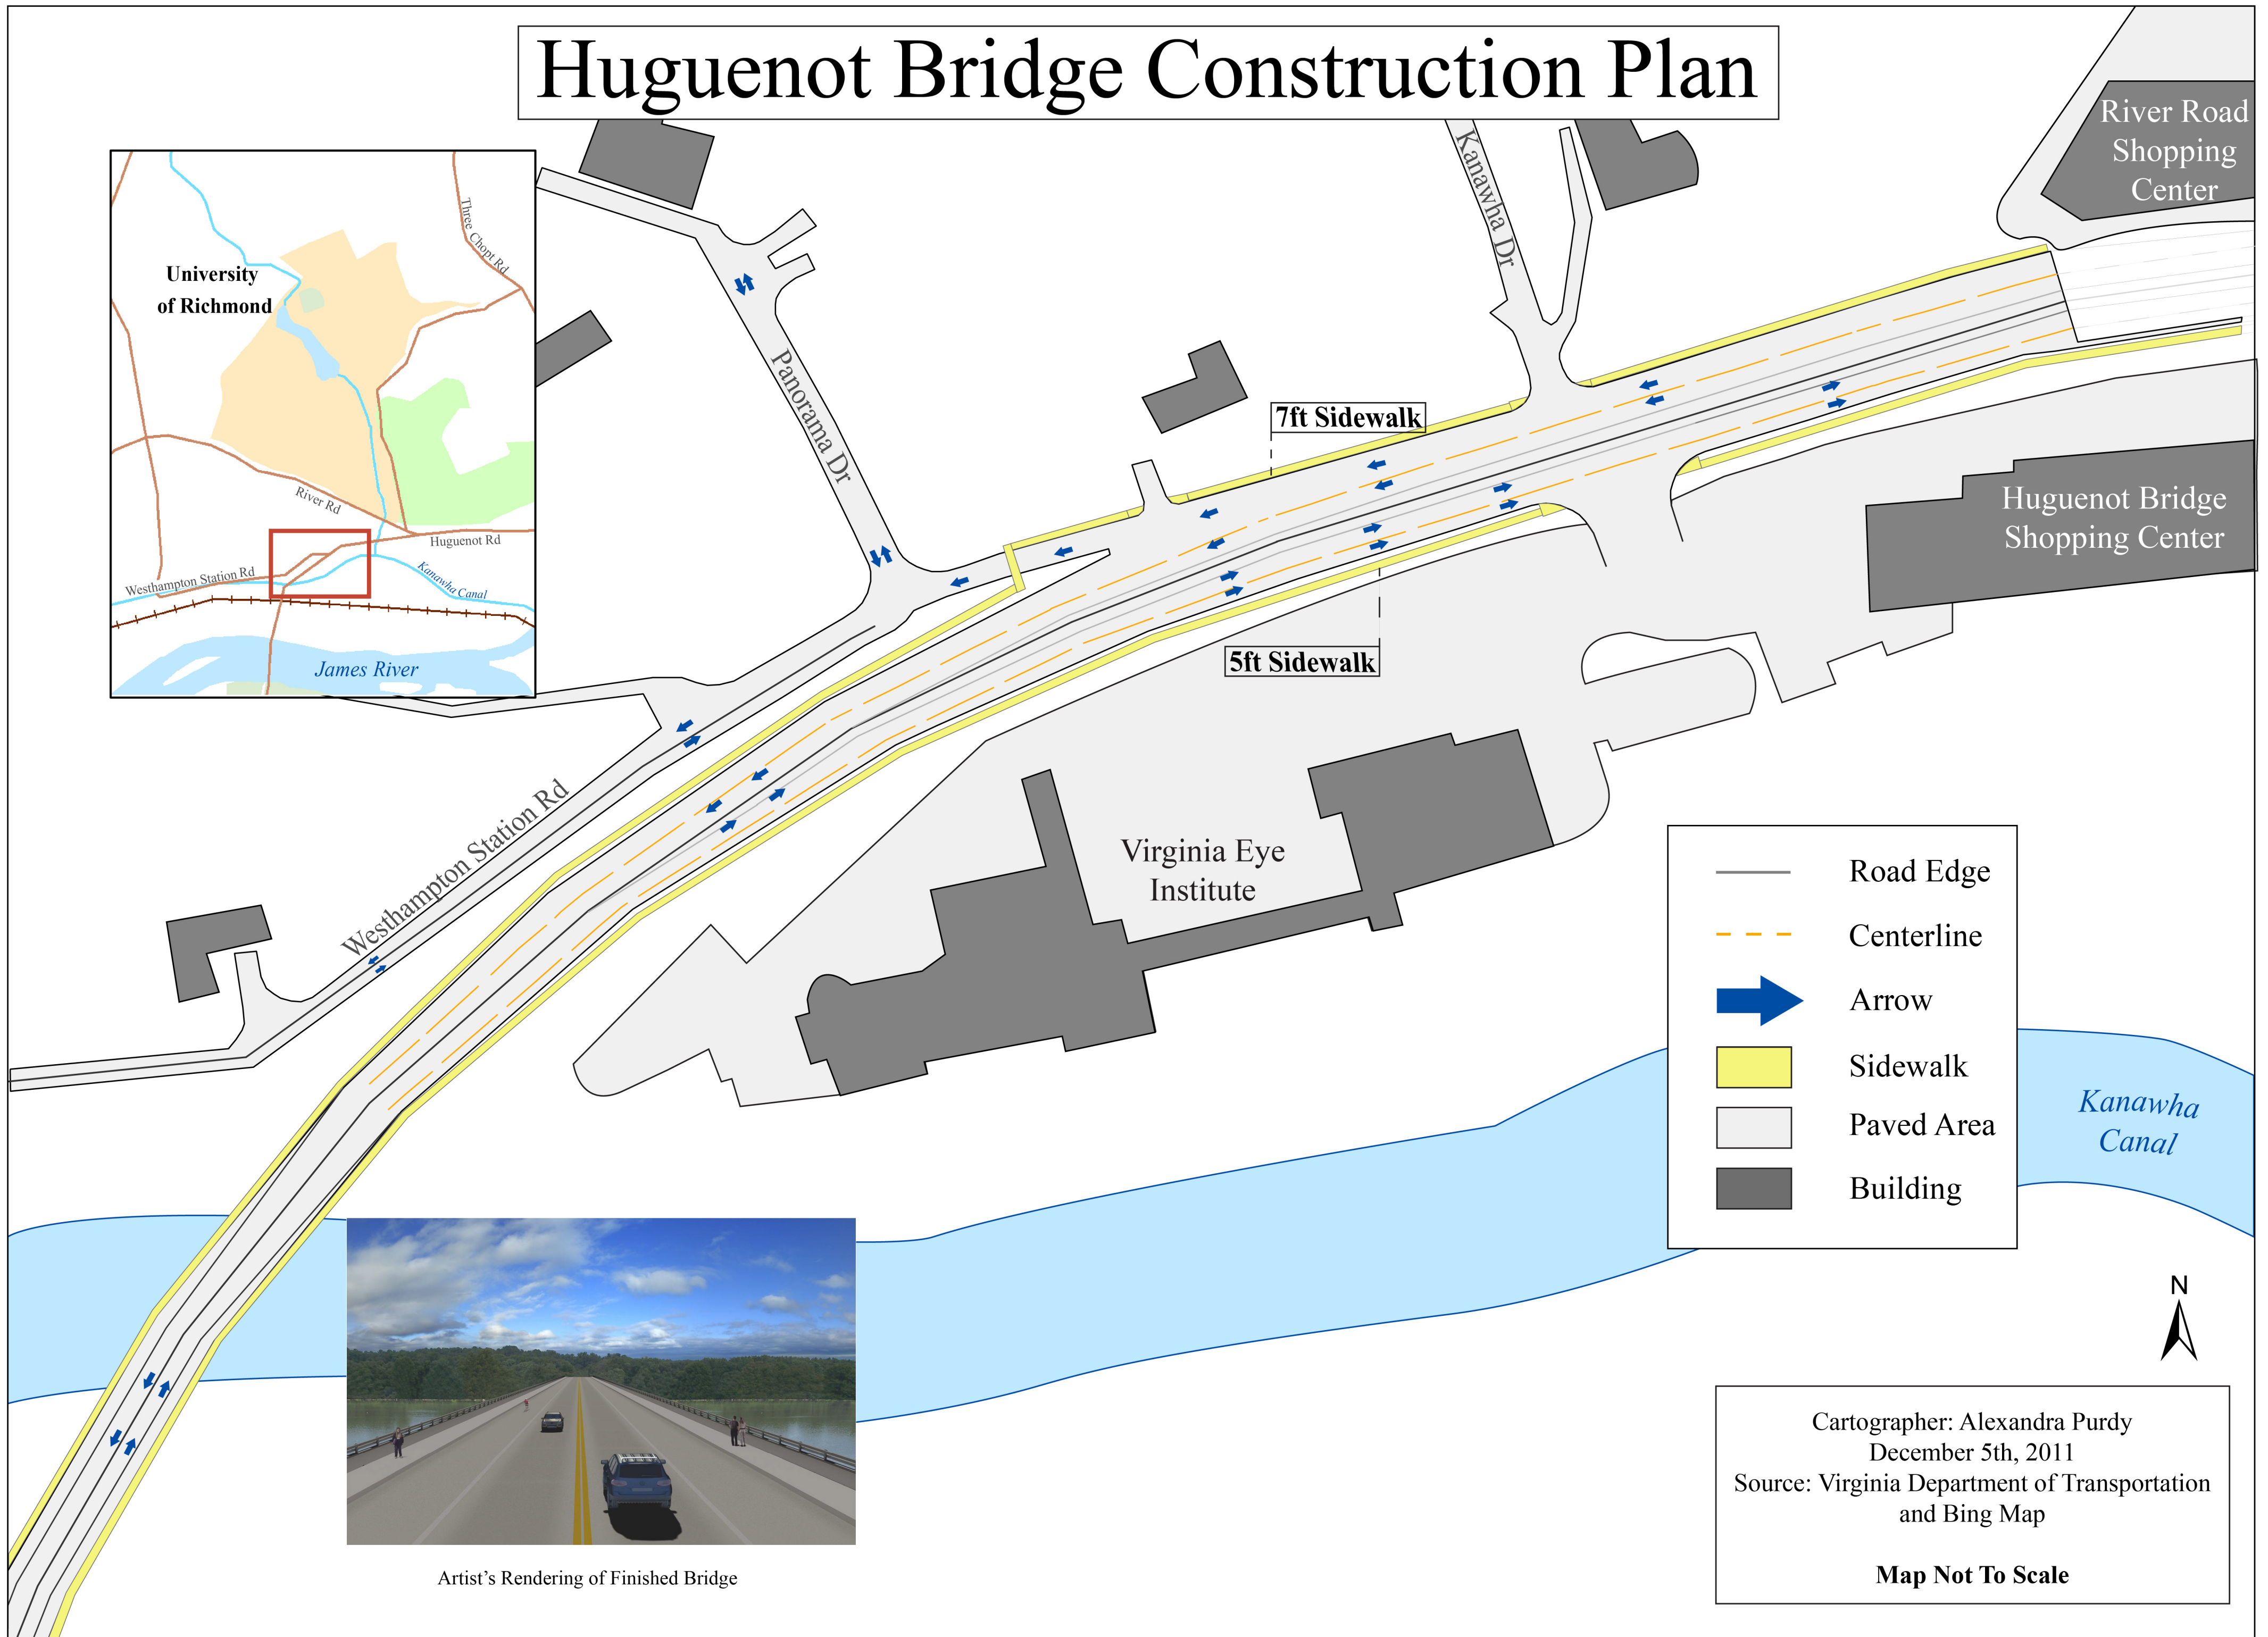 Huguenot Bridge Construction Plan
River Road
Shopping
Center
Kanawha Dr
Three Chopt Rd
University
of Richmond
River Rd
Huguenot Rd
Westhampton Station Rd
Kanawha Canal
James River
Panorama Dr
7ft Sidewalk
5ft Sidewalk
Huguenot Bridge
Shopping Center
Westhampton Station Rd
Virginia Eye
Institute
Road Edge
Centerline
Arrow
Sidewalk
Paved Area
Building
Kanawha
Canal
N
Cartographer: Alexandra Purdy
December 5th, 2011
Source: Virginia Department of Transportation
and Bing Map
Map Not To Scale
Artist's Rendering of Finished Bridge